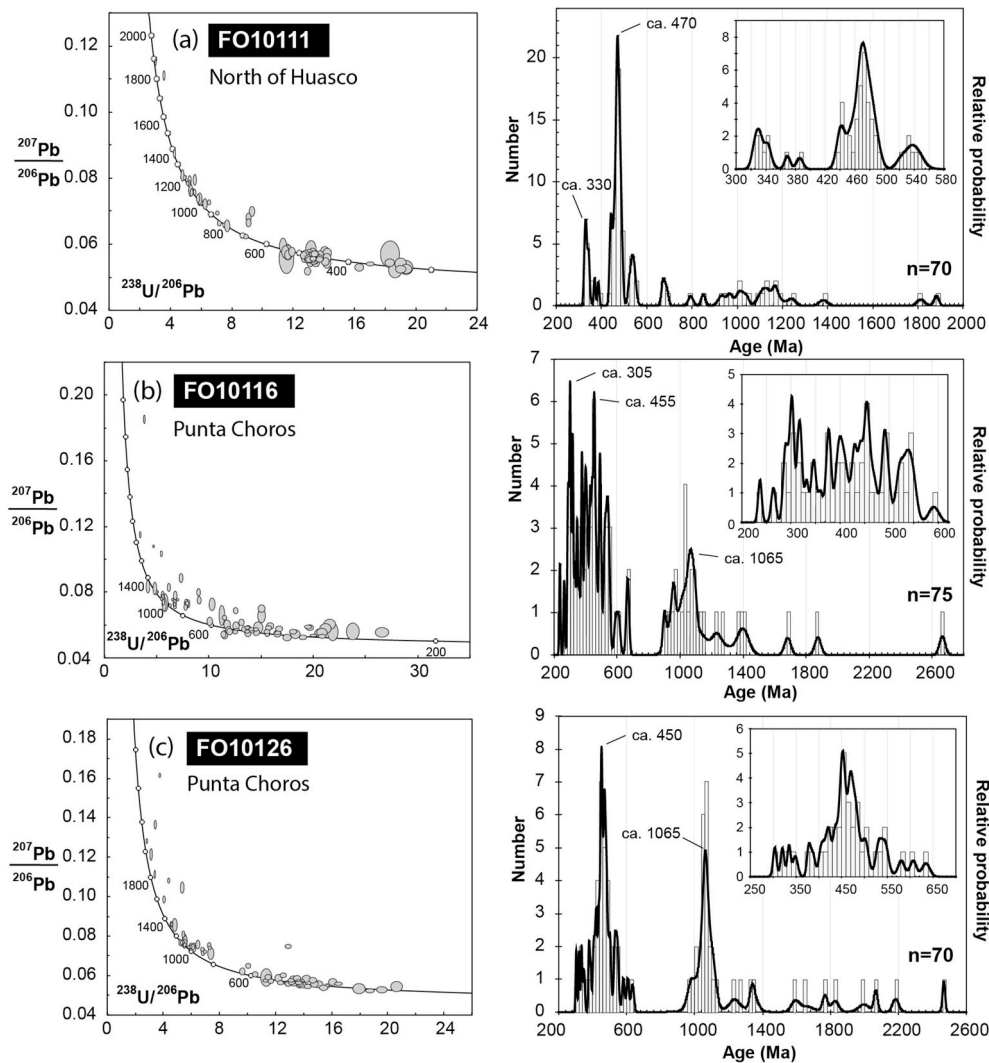 (a) FO10111
North of Huasco
0.12
0.10
0.08
0.06
0.04
207Pb
206Pb
2000
1800
1600
1400
1200
1000
800
600
400
238U/206Pb
0 4 8 12 16 20 24
ca. 470
ca. 330
Number
20
15
10
5
0
8
6
4
2
0
300 340 420 460 500 540 580
Relative probability
n=70
200 400 600 800 1000 1200 1400 1600 1800 2000
Age (Ma)
(b) FO10116
Punta Choros
0.20
0.16
0.12
0.08
0.04
207Pb
206Pb
1400
1000
600
200
238U/206Pb
0 5 10 15 20 25 30
ca. 305
ca. 455
ca. 1065
Number
7
6
5
4
3
2
1
0
5
4
3
2
1
0
200 300 400 500 600
Relative probability
n=75
200 600 1000 1400 1800 2200 2600
Age (Ma)
(c) FO10126
Punta Choros
0.18
0.16
0.14
0.12
0.10
0.08
0.06
0.04
207Pb
206Pb
1800
1400
1000
600
238U/206Pb
0 4 8 12 16 20 24
ca. 450
ca. 1065
Number
9
8
7
6
5
4
3
2
1
0
6
5
4
3
2
1
0
250 350 450 550 650
Relative probability
n=70
200 600 1000 1400 1800 2200 2600
Age (Ma)